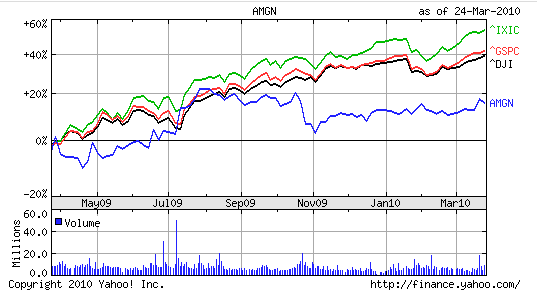 AMGN
as of 24-Mar-2010
+60%
^IXIC
+40%
^GSPC
^DJI
+20%
AMGN
0%
-20%
May09 Jul09 Sep09 Nov09 Jan10 Mar10
60.0
Volume
40.0
20.0
0.0
Millions
Copyright 2010 Yahoo! Inc.
http://finance.yahoo.com/